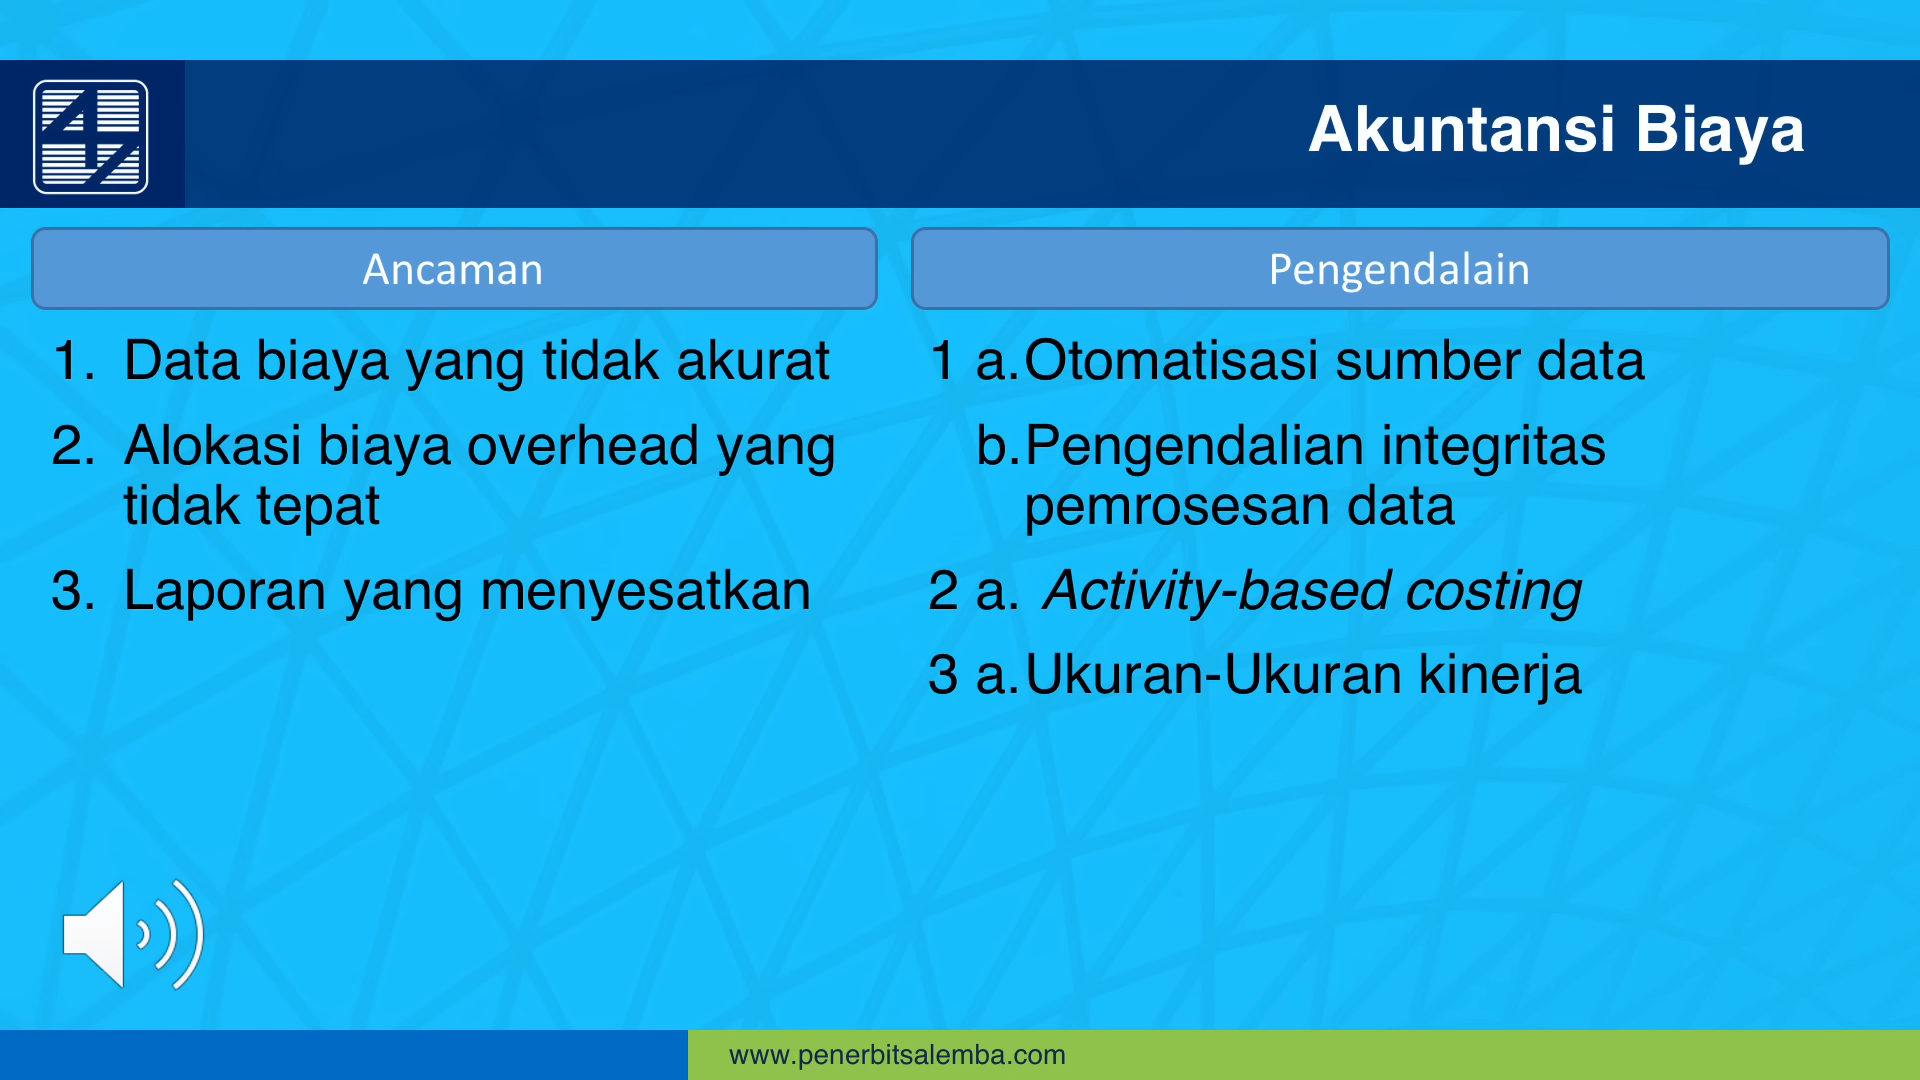 Akuntansi Biaya
Ancaman
1. Data biaya yang tidak akurat
2. Alokasi biaya overhead yang
tidak tepat
3. Laporan yang menyesatkan
Pengendalain
1 a.Otomatisasi sumber data
b.Pengendalian integritas
pemrosesan data
2 a. Activity-based costing
3 a.Ukuran-Ukuran kinerja
www.penerbitsalemba.com